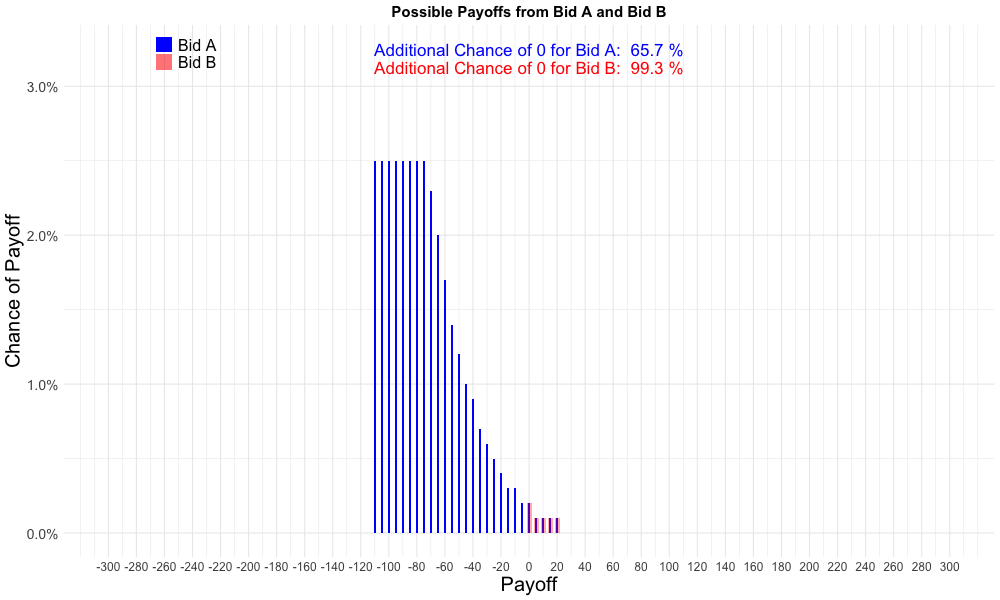 Possible Payoffs from Bid A and Bid B
Bid A
Bid B
Additional Chance of 0 for Bid A:  65.7 %
Additional Chance of 0 for Bid B:  99.3 %
Chance of Payoff
3.0%
2.0%
1.0%
0.0%
-300 -280 -260 -240 -220 -200 -180 -160 -140 -120 -100 -80 -60 -40 -20 0 20 40 60 80 100 120 140 160 180 200 220 240 260 280 300
Payoff